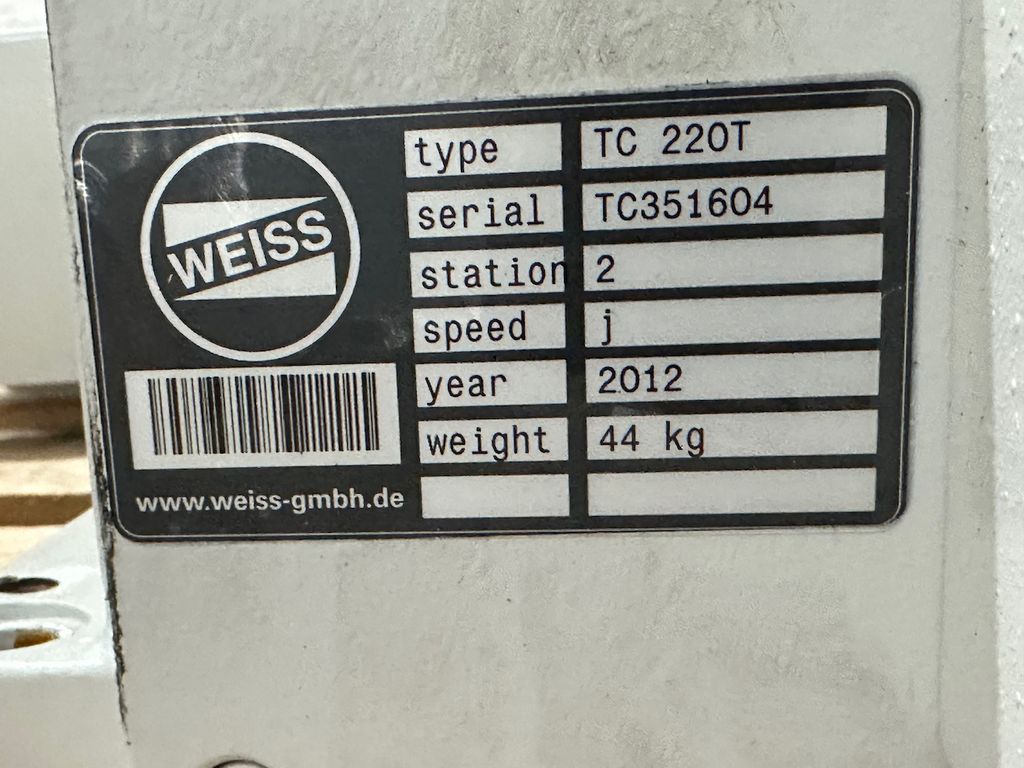 WEISS
www.weiss-gmbh.de
type TC 220T
serial TC351604
station 2
speed j
year 2012
weight 44 kg